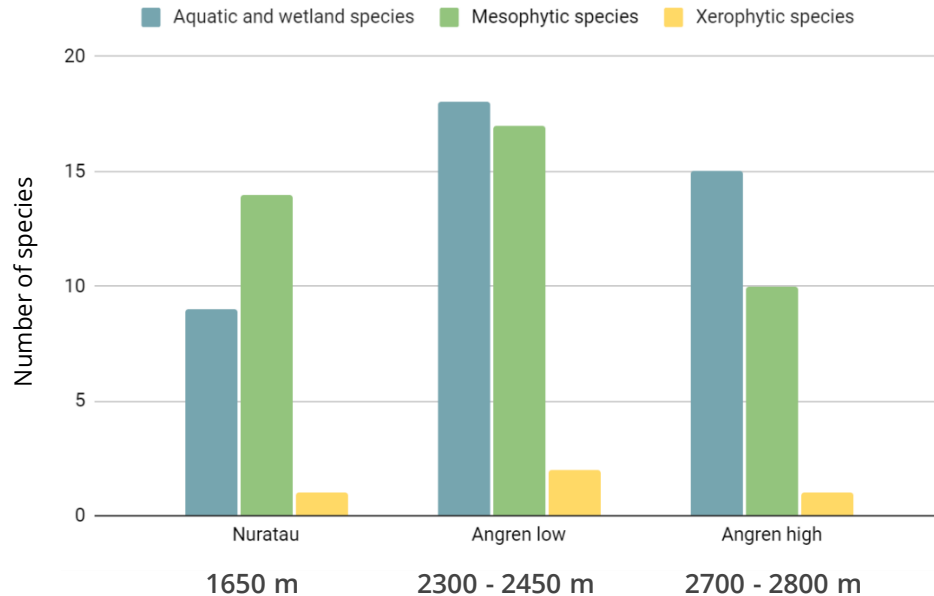 Aquatic and wetland species Mesophytic species Xerophytic species
20
15
10
5
0
Number of species
Nuratau Angren low Angren high
1650 m 2300 - 2450 m 2700 - 2800 m